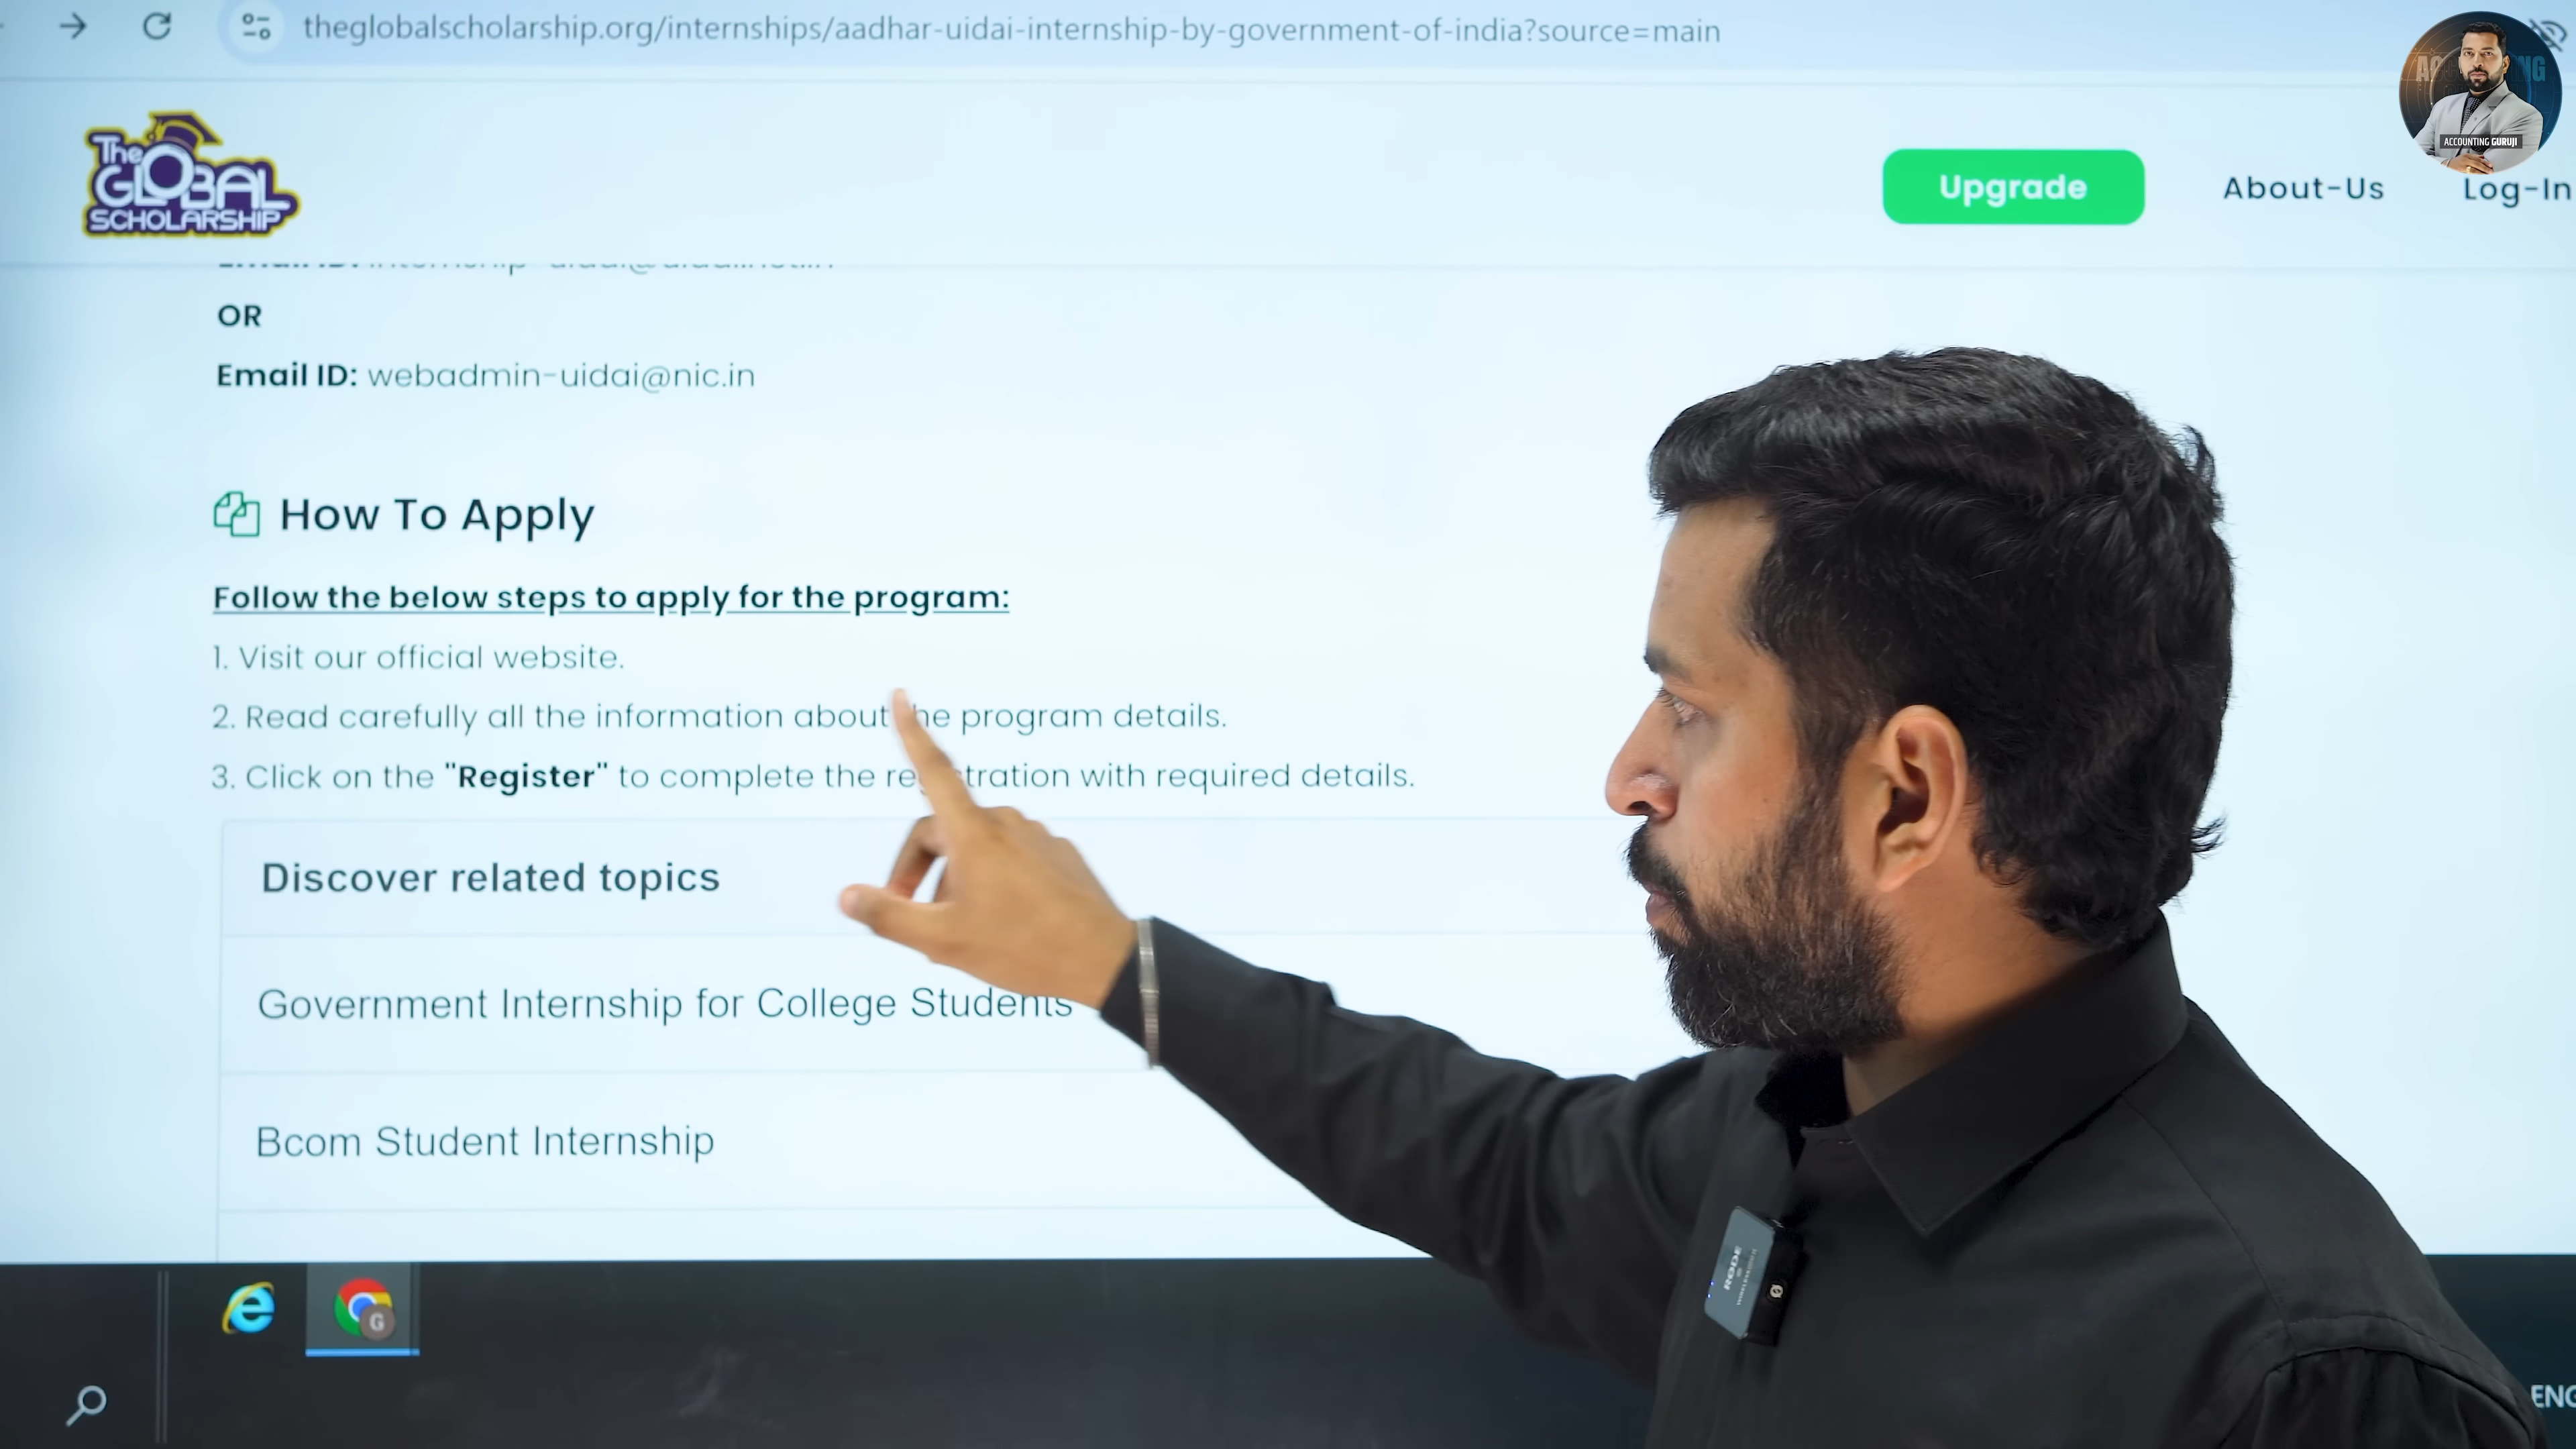 theglobalscholarship.org/internships/aadhar-uidai-internship-by-government-of-india?source=main
ACCOUNTING GURUJI
The
GLOBAL
SCHOLARSHIP
Upgrade
About-Us
Log-In
OR
Email ID: webadmin-uidai@nic.in
How To Apply
Follow the below steps to apply for the program:
1. Visit our official website.
2. Read carefully all the information about he program details.
3. Click on the "Register" to complete the re tration with required details.
Discover related topics
Government Internship for College Students
Bcom Student Internship
G
RODE
ENG